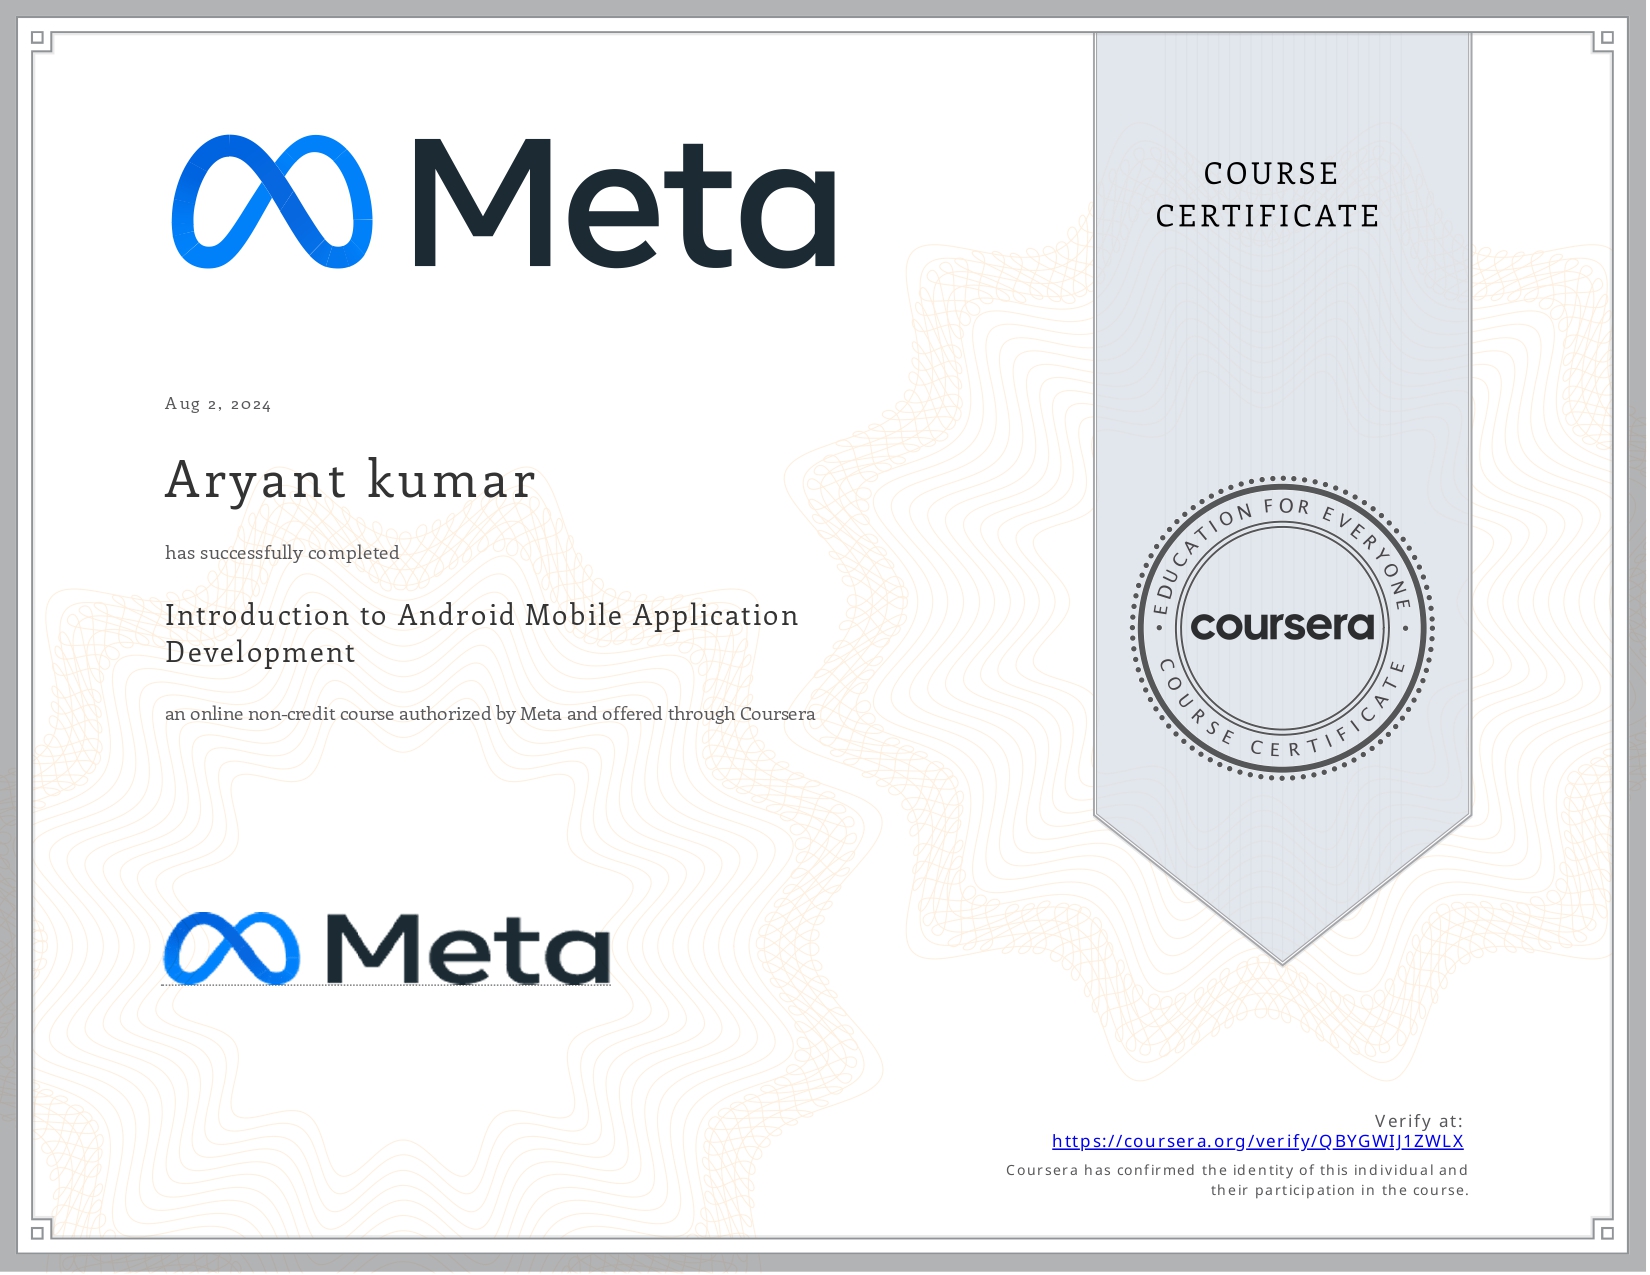 Meta
COURSE
CERTIFICATE
Aug 2, 2024
Aryant kumar
has successfully completed
Introduction to Android Mobile Application
Development
an online non-credit course authorized by Meta and offered through Coursera
EDUCATION FOR EVERYONE
coursera
COURSE CERTIFICATE
Meta
Verify at:
https://coursera.org/verify/QBYGWIJ1ZWLX
Coursera has confirmed the identity of this individual and
their participation in the course.